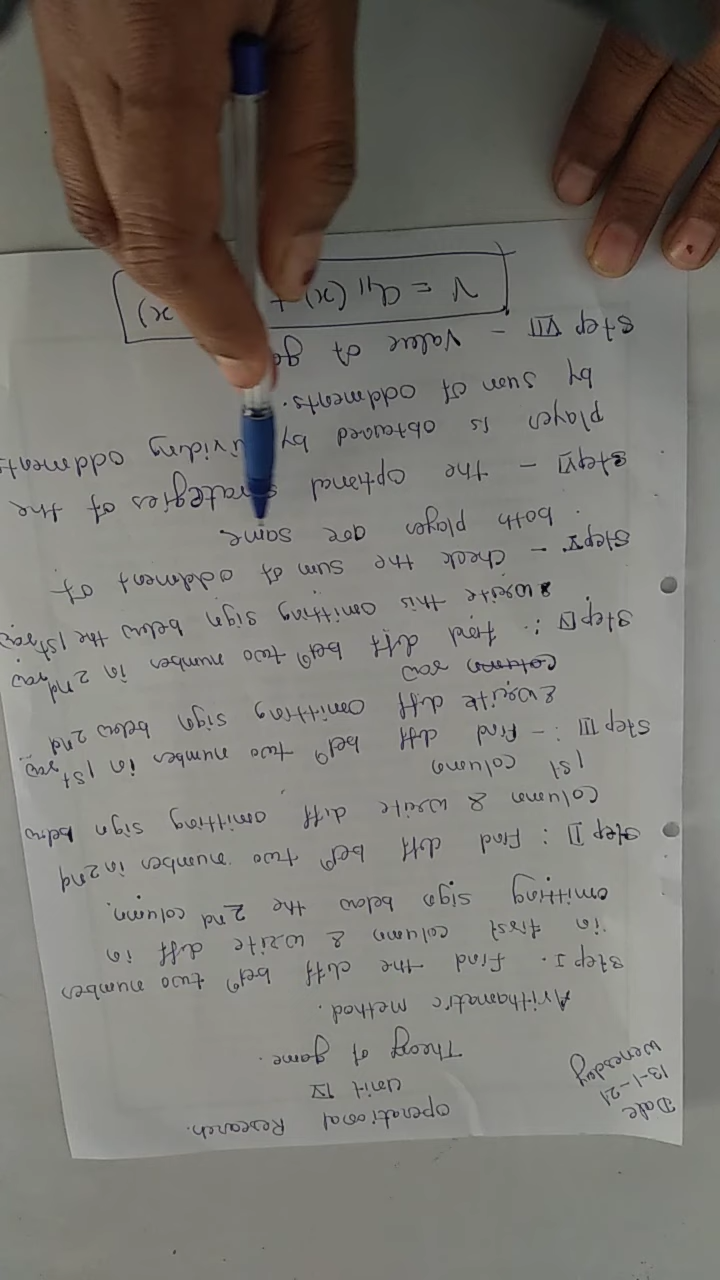 Date
13-1-21
wenesday
operational Research.
Unit IV
Theory of game.
Arithamatic Method.
Step I. Find the diff betn two number
in first column & write diff in
omitting sign below the 2nd column.
Step II : Find diff betn two number in 2nd
column & write diff omitting sign below
1st column
Step III :- find diff betn two number in 1st row
& write diff omitting sign below 2nd
row
Step IV :- find diff betn two number in 2nd row
& write this omitting sign below the 1st row
Step V - check the sum of oddment of
both player are same
Step VI - The optimal strategies of the
player is obtained by dividing oddments
by sum of oddments.
Step VII - Value of
V = a11 (x) + x)